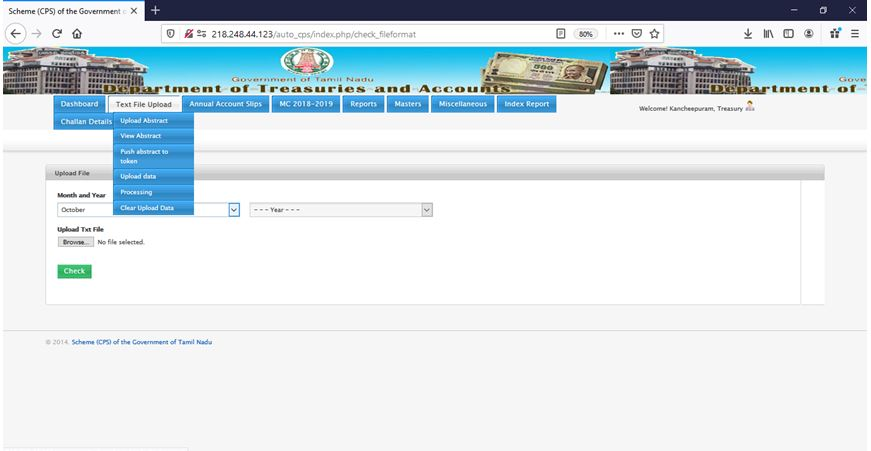 Scheme (CPS) of the Government o
218.248.44.123/auto_cps/index.php/check_fileformat
80%
Government of Tamil Nadu
Department of Treasuries and Accounts
Gove
Department of
Dashboard
Text File Upload
Annual Account Slips
MC 2018-2019
Reports
Masters
Miscellaneous
Index Report
Welcome! Kancheepuram, Treasury
Challan Details
Upload Abstract
View Abstract
Push abstract to
token
Upload data
Processing
Clear Upload Data
Upload File
Month and Year
October
- - - Year - - -
Upload Txt File
Browse... No file selected.
Check
© 2014, Scheme (CPS) of the Government of Tamil Nadu